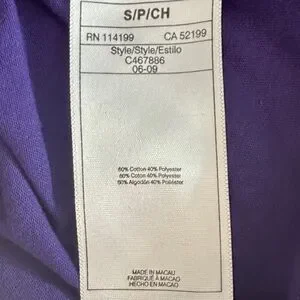 S/P/CH
RN 114199 CA 52199
Style/Style/Estilo
C467886
06-09
60% Cotton 40% Polyester
60% Coton 40% Polyester
60% Algodón 40% Poliéster
MADE IN MACAU
FABRIQUÉ À MACAO
HECHO EN MACAO